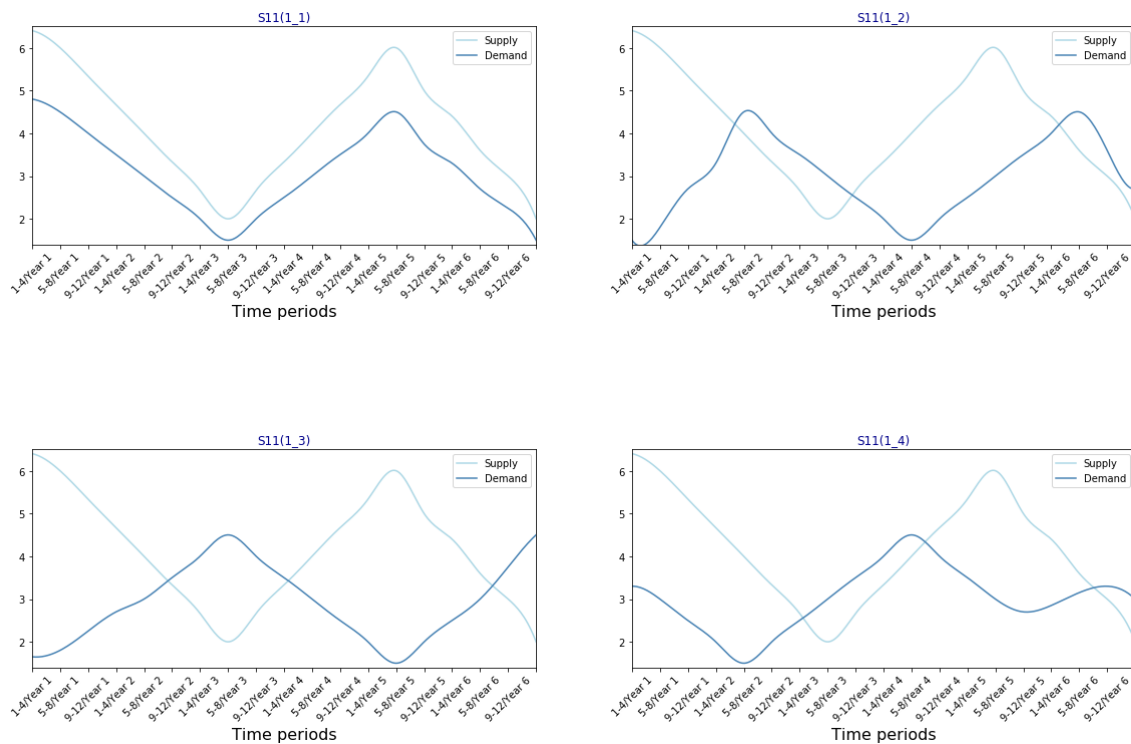 S11(1_1)
6
5
4
3
2
Supply
Demand
1-4/Year 1
5-8/Year 1
9-12/Year 1
1-4/Year 2
5-8/Year 2
9-12/Year 2
1-4/Year 3
5-8/Year 3
9-12/Year 3
1-4/Year 4
5-8/Year 4
9-12/Year 4
1-4/Year 5
5-8/Year 5
9-12/Year 5
1-4/Year 6
5-8/Year 6
9-12/Year 6
Time periods
S11(1_2)
6
5
4
3
2
Supply
Demand
1-4/Year 1
5-8/Year 1
9-12/Year 1
1-4/Year 2
5-8/Year 2
9-12/Year 2
1-4/Year 3
5-8/Year 3
9-12/Year 3
1-4/Year 4
5-8/Year 4
9-12/Year 4
1-4/Year 5
5-8/Year 5
9-12/Year 5
1-4/Year 6
5-8/Year 6
9-12/Year 6
Time periods
S11(1_3)
6
5
4
3
2
Supply
Demand
1-4/Year 1
5-8/Year 1
9-12/Year 1
1-4/Year 2
5-8/Year 2
9-12/Year 2
1-4/Year 3
5-8/Year 3
9-12/Year 3
1-4/Year 4
5-8/Year 4
9-12/Year 4
1-4/Year 5
5-8/Year 5
9-12/Year 5
1-4/Year 6
5-8/Year 6
9-12/Year 6
Time periods
S11(1_4)
6
5
4
3
2
Supply
Demand
1-4/Year 1
5-8/Year 1
9-12/Year 1
1-4/Year 2
5-8/Year 2
9-12/Year 2
1-4/Year 3
5-8/Year 3
9-12/Year 3
1-4/Year 4
5-8/Year 4
9-12/Year 4
1-4/Year 5
5-8/Year 5
9-12/Year 5
1-4/Year 6
5-8/Year 6
9-12/Year 6
Time periods